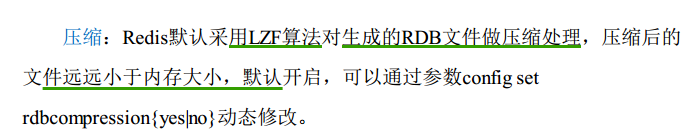 压缩：Redis默认采用LZF算法对生成的RDB文件做压缩处理，压缩后的
文件远远小于内存大小，默认开启，可以通过参数config set
rdbcompression{yes|no}动态修改。